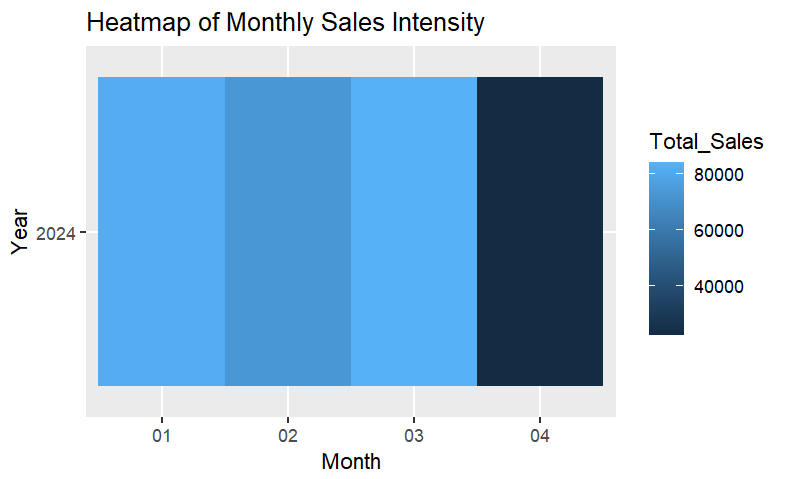 Heatmap of Monthly Sales Intensity
Total_Sales
80000
60000
40000
Year
2024
01 02 03 04
Month